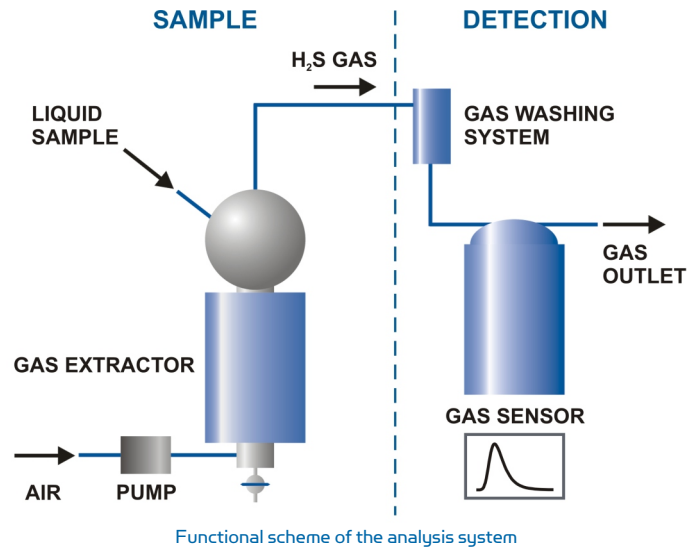 SAMPLE
DETECTION
H₂S GAS
LIQUID
SAMPLE
GAS WASHING
SYSTEM
GAS
OUTLET
GAS EXTRACTOR
GAS SENSOR
AIR
PUMP
Functional scheme of the analysis system